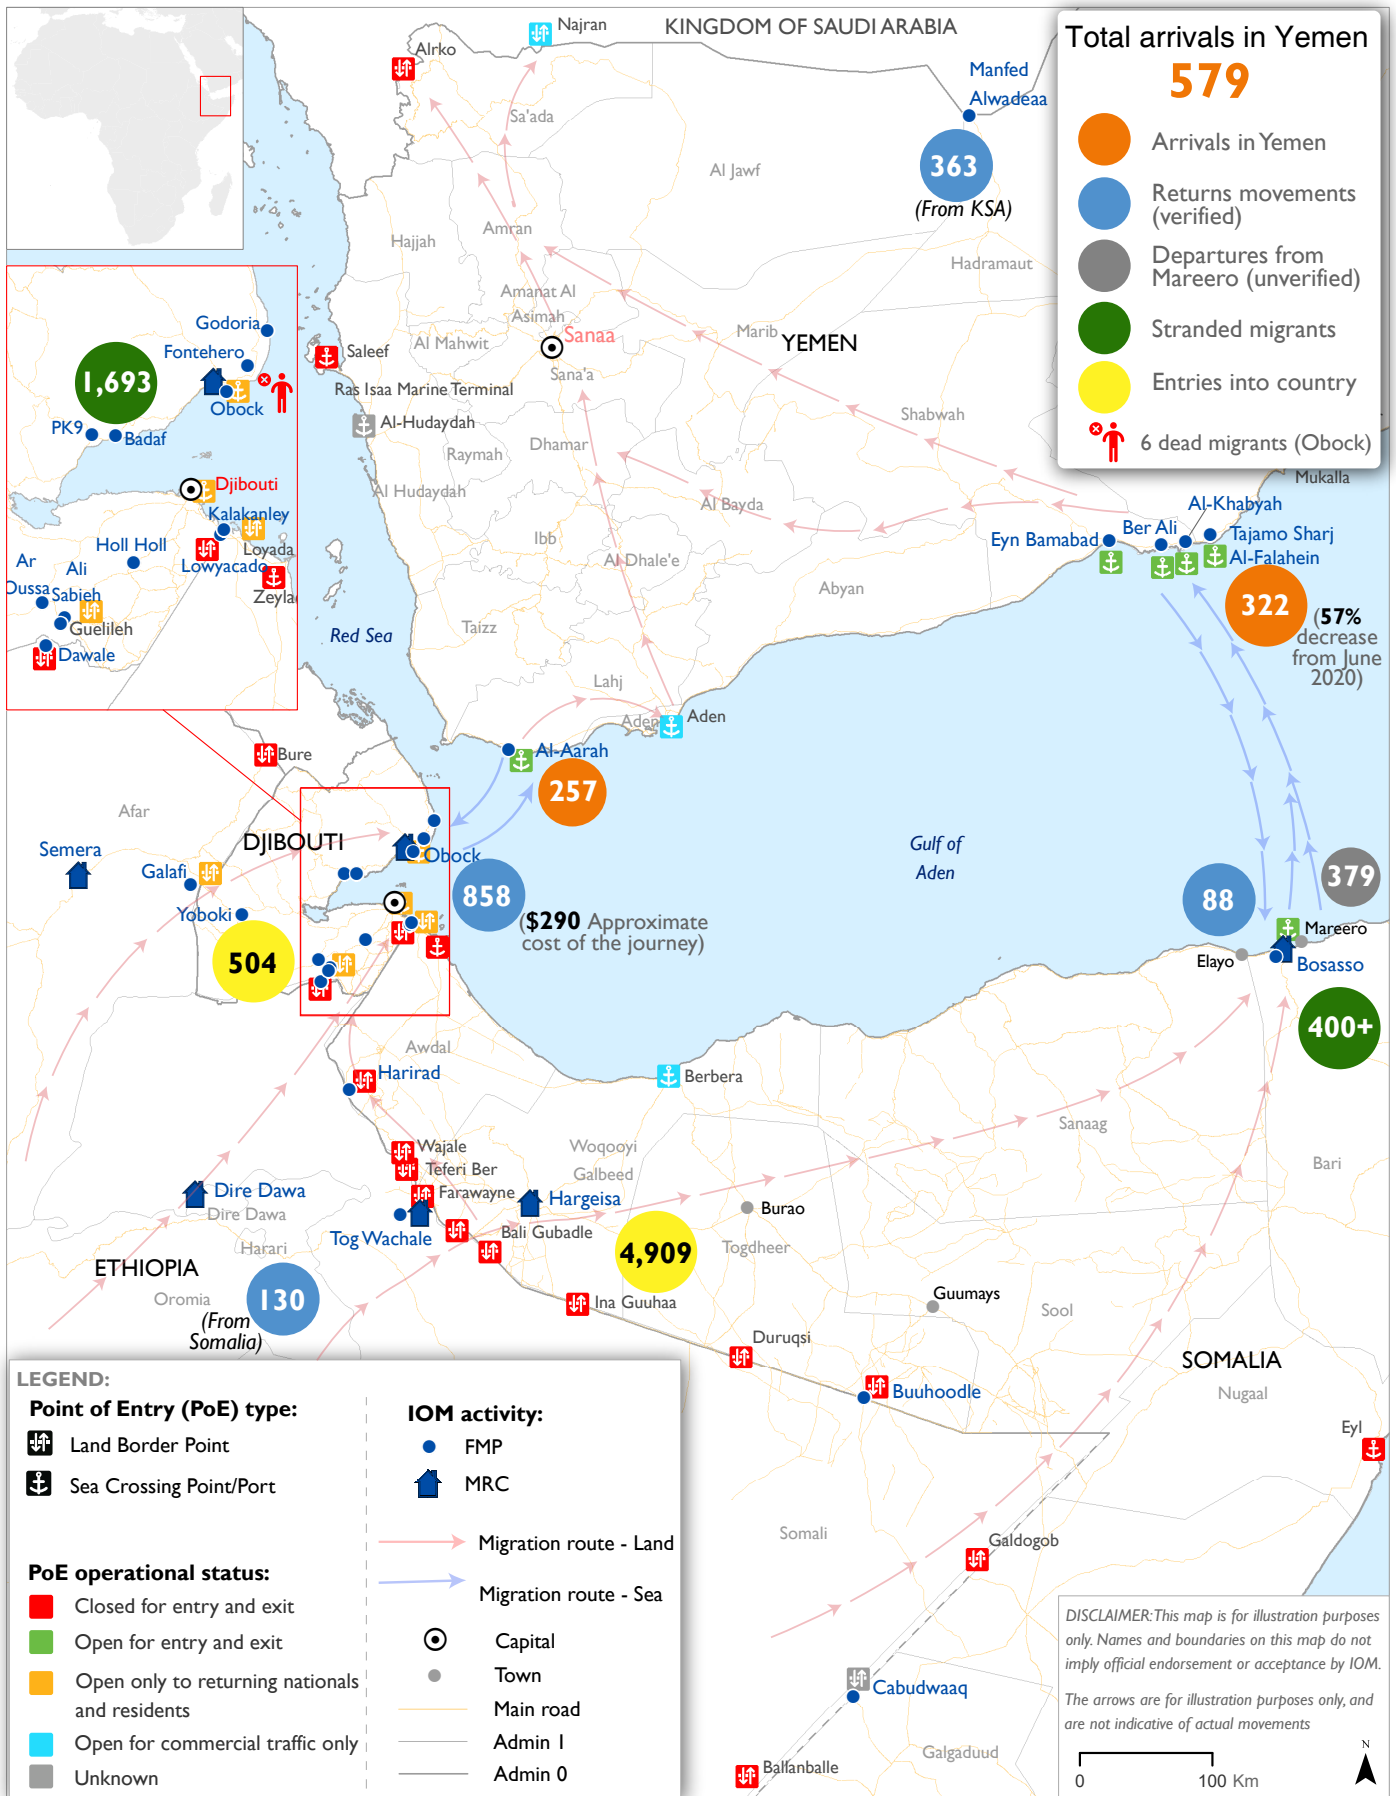 KINGDOM OF SAUDI ARABIA
Najran
Alrko
Manfed
Alwadeaa
Sa'ada
Al Jawf
363
(From KSA)
Hajjah
Amran
Hadramaut
Amanat Al
Asimah
Sanaa
Marib
YEMEN
Al Mahwit
Saleef
Sana'a
Ras Isaa Marine Terminal
Al-Hudaydah
Shabwah
Dhamar
Raymah
Al Hudaydah
Al Bayda
Ibb
Al Dhale'e
Abyan
Taizz
Red Sea
Lahj
Aden
Aden
Mukalla
Al-Khabyah
Eyn Bamabad
Ber Ali
Tajamo Sharj
Al-Falahein
322
(57%
decrease
from June
2020)
Total arrivals in Yemen
579
Arrivals in Yemen
Returns movements
(verified)
Departures from
Mareero (unverified)
Stranded migrants
Entries into country
6 dead migrants (Obock)
Godoria
Fontehero
1,693
Obock
PK9
Badaf
Djibouti
Kalakanley
Loyada
Holl Holl
Lowyacado
Zeyla
Ar
Oussa
Ali
Sabieh
Guelileh
Dawale
Bure
Al-Aarah
257
Afar
DJIBOUTI
Semera
Galafi
Obock
Yoboki
504
858
($290 Approximate
cost of the journey)
Gulf of
Aden
88
379
Mareero
Elayo
Bosasso
400+
Awdal
Harirad
Berbera
Wajale
Teferi Ber
Farawayne
Woqooyi
Galbeed
Hargeisa
Sanaag
Bari
Dire Dawa
Dire Dawa
Tog Wachale
Bali Gubadle
Burao
Harari
4,909
Togdheer
ETHIOPIA
Oromia
130
(From
Somalia)
Ina Guuhaa
Guumays
Sool
Duruqsi
SOMALIA
Buuhoodle
Nugaal
Eyl
Somali
Galdogob
Cabudwaaq
Galgaduud
Ballanballe
LEGEND:
Point of Entry (PoE) type:
Land Border Point
Sea Crossing Point/Port
PoE operational status:
Closed for entry and exit
Open for entry and exit
Open only to returning nationals
and residents
Open for commercial traffic only
Unknown
IOM activity:
FMP
MRC
Migration route - Land
Migration route - Sea
Capital
Town
Main road
Admin 1
Admin 0
DISCLAIMER: This map is for illustration purposes
only. Names and boundaries on this map do not
imply official endorsement or acceptance by IOM.
The arrows are for illustration purposes only, and
are not indicative of actual movements
N
0
100 Km